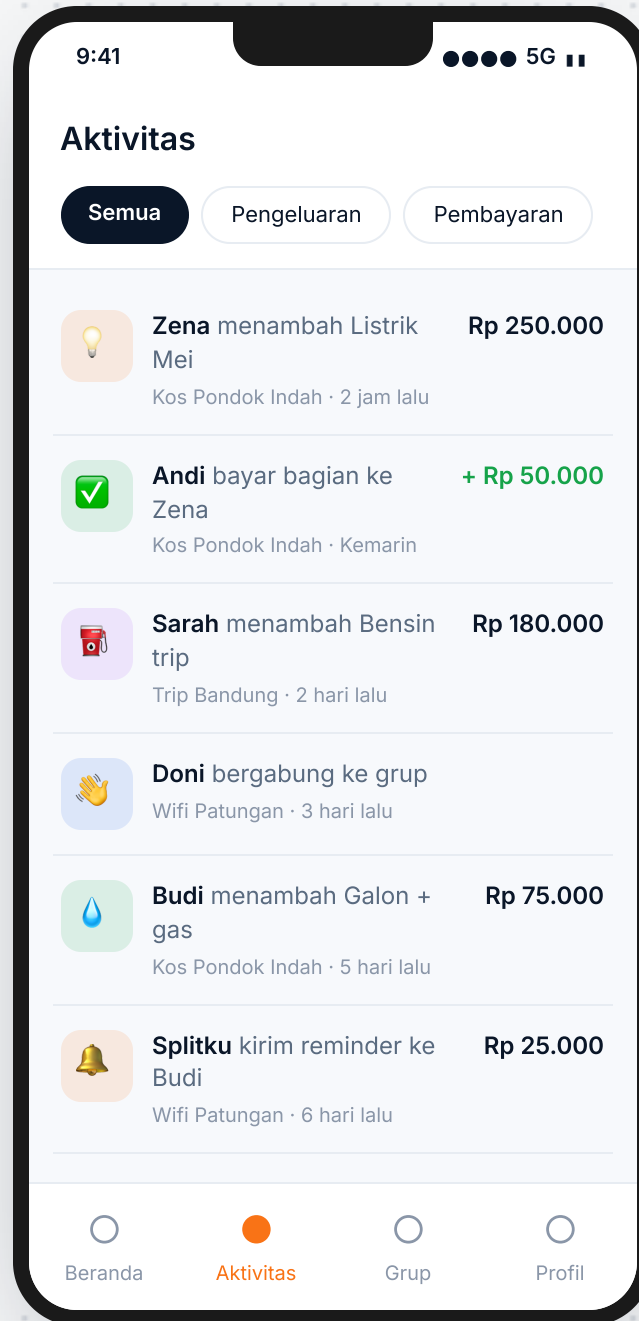 9:41
5G
Aktivitas
Semua
Pengeluaran
Pembayaran
Zena menambah Listrik Rp 250.000
Mei
Kos Pondok Indah · 2 jam lalu
Andi bayar bagian ke + Rp 50.000
Zena
Kos Pondok Indah · Kemarin
Sarah menambah Bensin Rp 180.000
trip
Trip Bandung · 2 hari lalu
Doni bergabung ke grup
Wifi Patungan · 3 hari lalu
Budi menambah Galon + Rp 75.000
gas
Kos Pondok Indah · 5 hari lalu
Splitku kirim reminder ke Rp 25.000
Budi
Wifi Patungan · 6 hari lalu
Beranda
Aktivitas
Grup
Profil